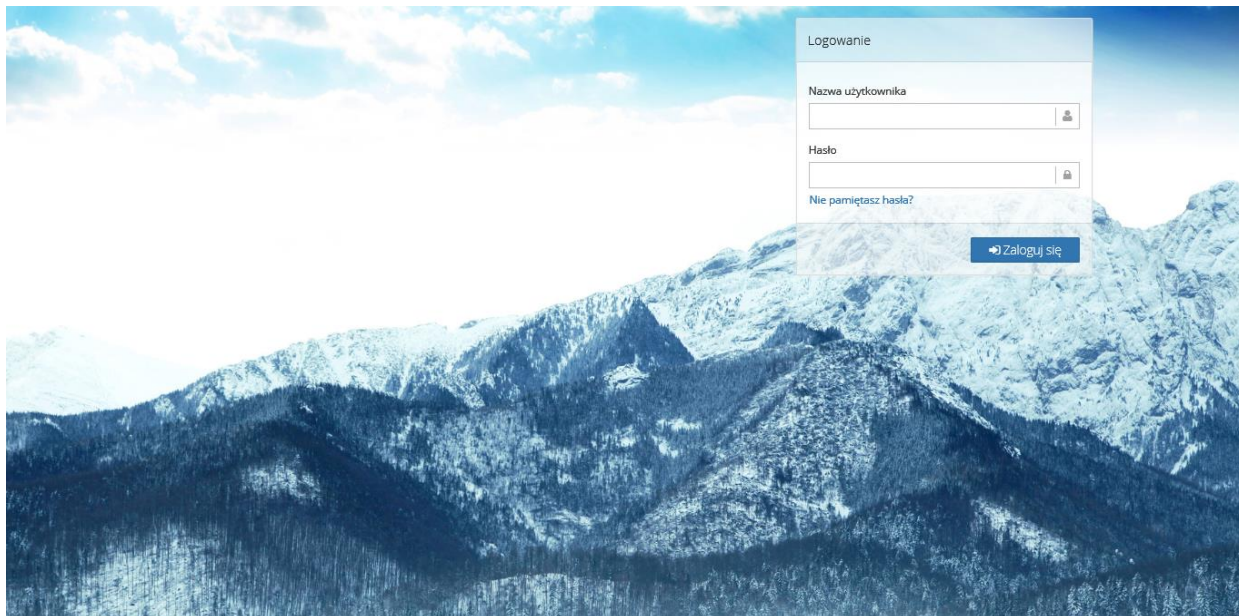 Logowanie
Nazwa użytkownika
Hasło
Nie pamiętasz hasła?
Zaloguj się